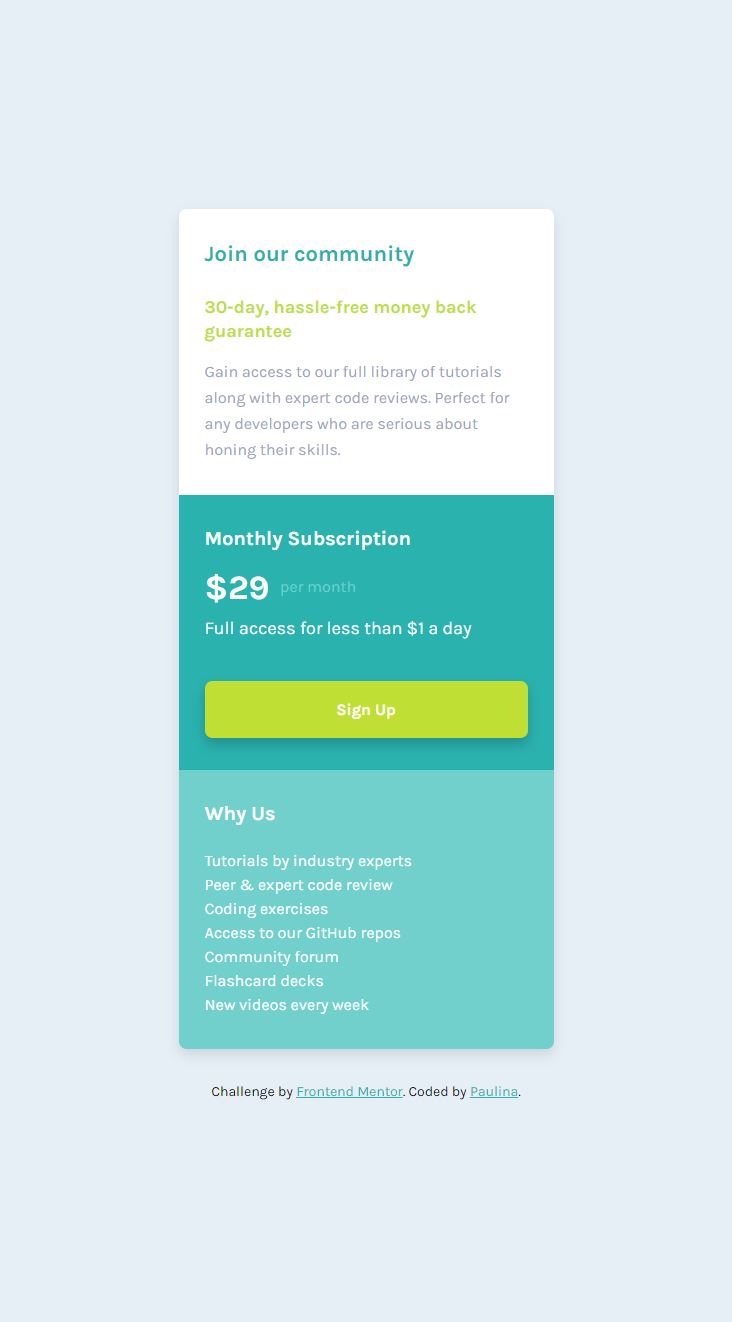 Join our community
30-day, hassle-free money back
guarantee
Gain access to our full library of tutorials
along with expert code reviews. Perfect for
any developers who are serious about
honing their skills.
Monthly Subscription
$29 per month
Full access for less than $1 a day
Sign Up
Why Us
Tutorials by industry experts
Peer & expert code review
Coding exercises
Access to our GitHub repos
Community forum
Flashcard decks
New videos every week
Challenge by Frontend Mentor. Coded by Paulina.